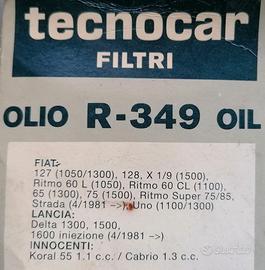 tecnocar
FILTRI
OLIO R-349 OIL
FIAT:
127 (1050/1300), 128, X 1/9 (1500),
Ritmo 60 L (1050), Ritmo 60 CL (1100),
65 (1300), 75 (1500), Ritmo Super 75/85,
Strada (4/1981 ->), Uno (1100/1300)
LANCIA:
Delta 1300, 1500,
1600 iniezione (4/1981 ->)
INNOCENTI:
Koral 55 1.1 c.c. / Cabrio 1.3 c.c.